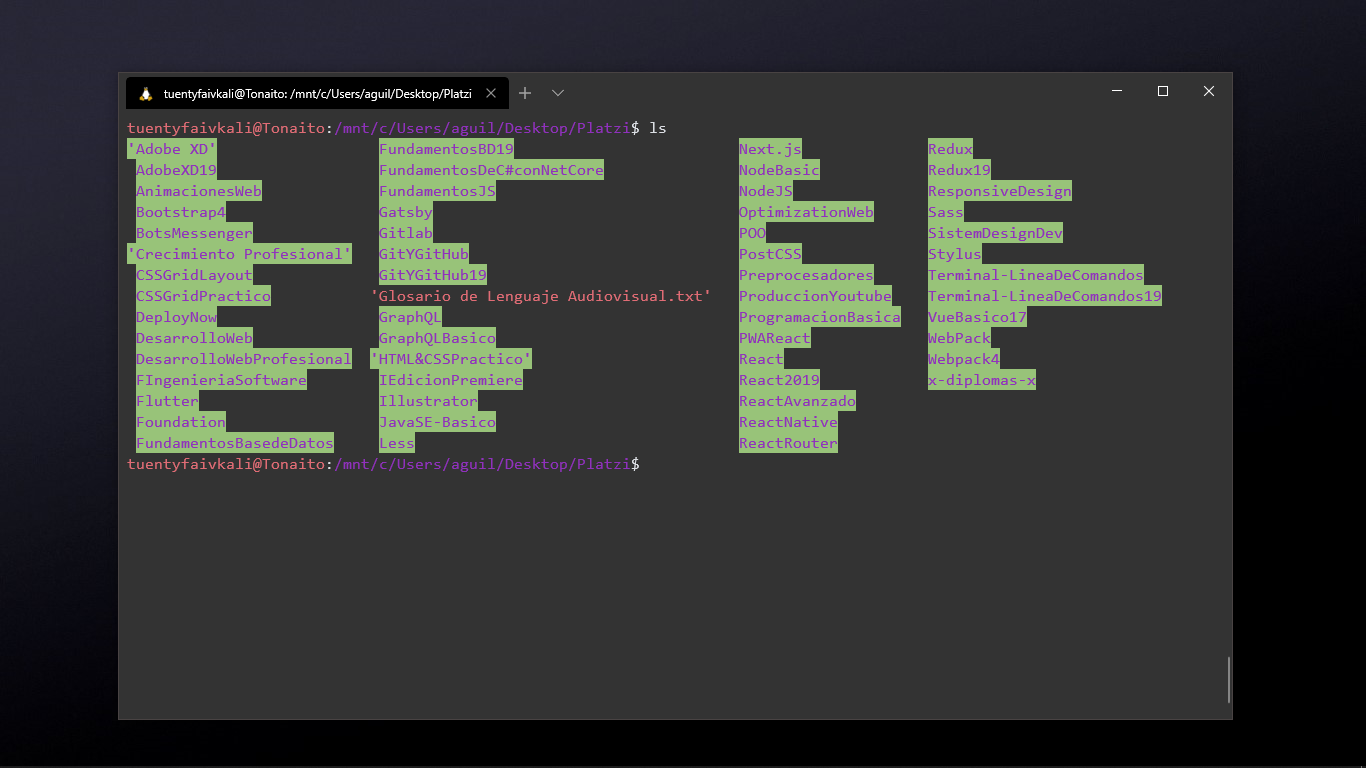 tuentyfaivkali@Tonaito: /mnt/c/Users/aguil/Desktop/Platzi
tuentyfaivkali@Tonaito:/mnt/c/Users/aguil/Desktop/Platzi$ ls
'Adobe XD' FundamentosBD19 Next.js Redux
AdobeXD19 FundamentosDeC#conNetCore NodeBasic Redux19
AnimacionesWeb FundamentosJS NodeJS ResponsiveDesign
Bootstrap4 Gatsby OptimizationWeb Sass
BotsMessenger Gitlab POO SistemDesignDev
'Crecimiento Profesional' GitYGitHub PostCSS Stylus
CSSGridLayout GitYGitHub19 Preprocesadores Terminal-LineaDeComandos
CSSGridPractico 'Glosario de Lenguaje Audiovisual.txt' ProduccionYoutube Terminal-LineaDeComandos19
DeployNow GraphQL ProgramacionBasica VueBasico17
DesarrolloWeb GraphQLBasico PWAReact WebPack
DesarrolloWebProfesional 'HTML&CSSPractico' React Webpack4
FIngenieriaSoftware IEdicionPremiere React2019 x-diplomas-x
Flutter Illustrator ReactAvanzado
Foundation JavaSE-Basico ReactNative
FundamentosBasedeDatos Less ReactRouter
tuentyfaivkali@Tonaito:/mnt/c/Users/aguil/Desktop/Platzi$